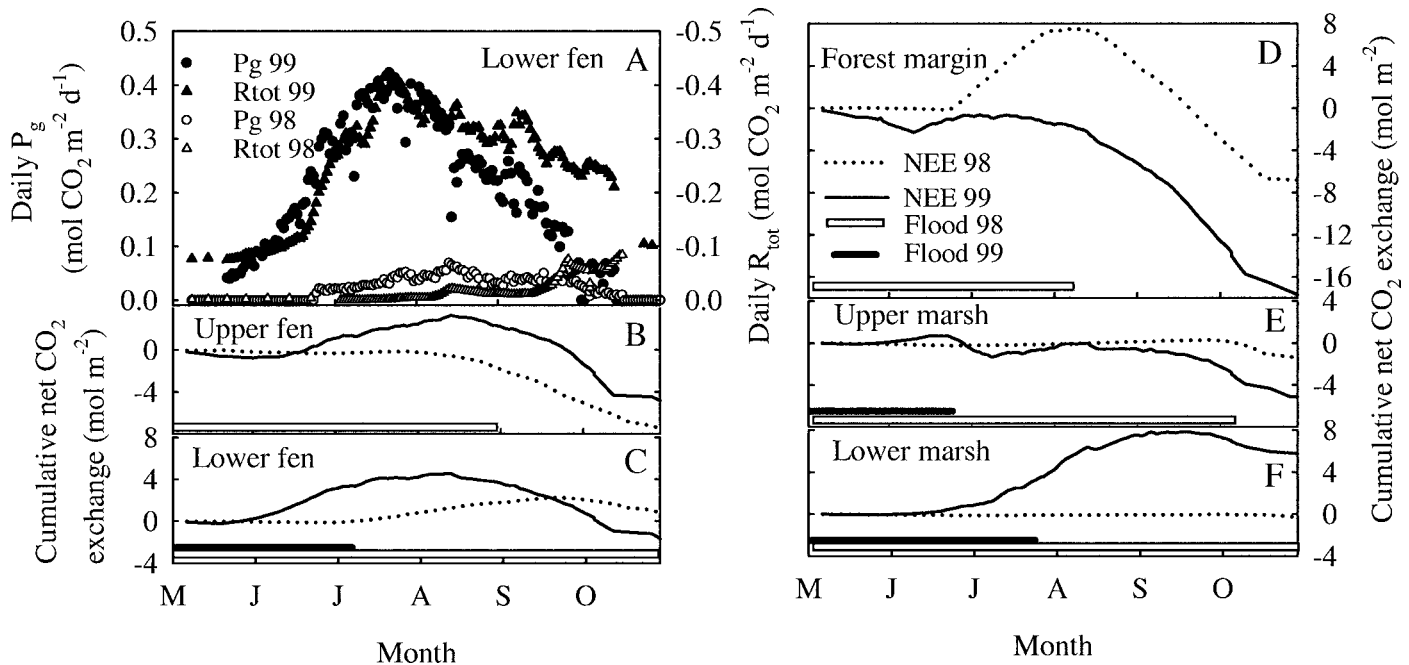 0.5
0.4
0.3
0.2
0.1
0.0
Daily P_g
(mol CO₂ m⁻² d⁻¹)
Pg 99
Rtot 99
Pg 98
Rtot 98
Lower fen
A
-0.5
-0.4
-0.3
-0.2
-0.1
0.0
Daily R_tot (mol CO₂ m⁻² d⁻¹)
Upper fen
B
0
-4
8
Lower fen
C
4
0
-4
Cumulative net CO₂
exchange (mol m⁻²)
M
J
J
A
S
O
Month
Forest margin
D
NEE 98
NEE 99
Flood 98
Flood 99
8
4
0
-4
-8
-12
-16
4
Upper marsh
E
0
-4
8
Lower marsh
F
4
0
-4
Cumulative net CO₂ exchange (mol m⁻²)
M
J
J
A
S
O
Month